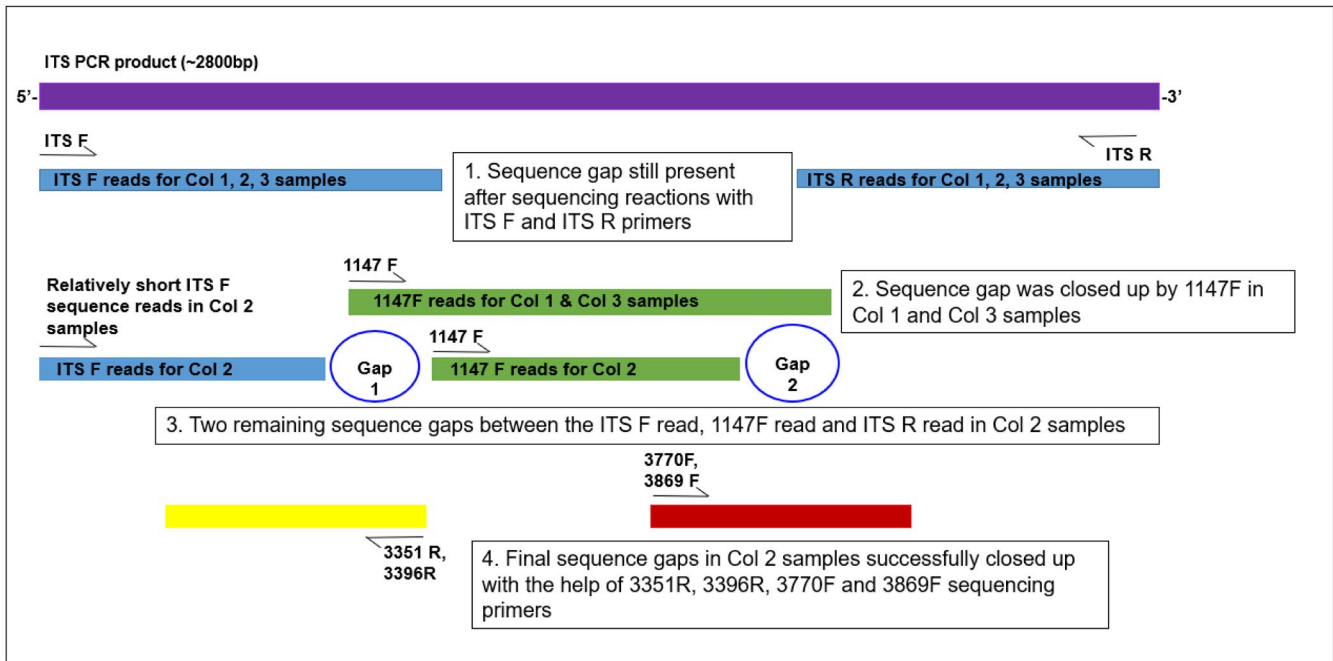 ITS PCR product (~2800bp)
5’-
-3’
ITS F
ITS R
ITS F reads for Col 1, 2, 3 samples
1. Sequence gap still present
after sequencing reactions with
ITS F and ITS R primers
ITS R reads for Col 1, 2, 3 samples
Relatively short ITS F
sequence reads in Col 2
samples
1147 F
1147F reads for Col 1 & Col 3 samples
2. Sequence gap was closed up by 1147F in
Col 1 and Col 3 samples
1147 F
ITS F reads for Col 2
Gap
1
1147 F reads for Col 2
Gap
2
3. Two remaining sequence gaps between the ITS F read, 1147F read and ITS R read in Col 2 samples
3770F,
3869 F
3351 R,
3396R
4. Final sequence gaps in Col 2 samples successfully closed up
with the help of 3351R, 3396R, 3770F and 3869F sequencing
primers